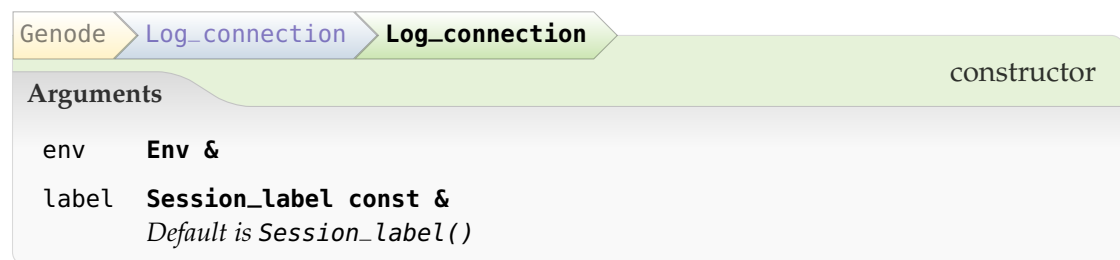 Genode Log_connection Log_connection
constructor
Arguments
env Env &
label Session_label const &
Default is Session_label()